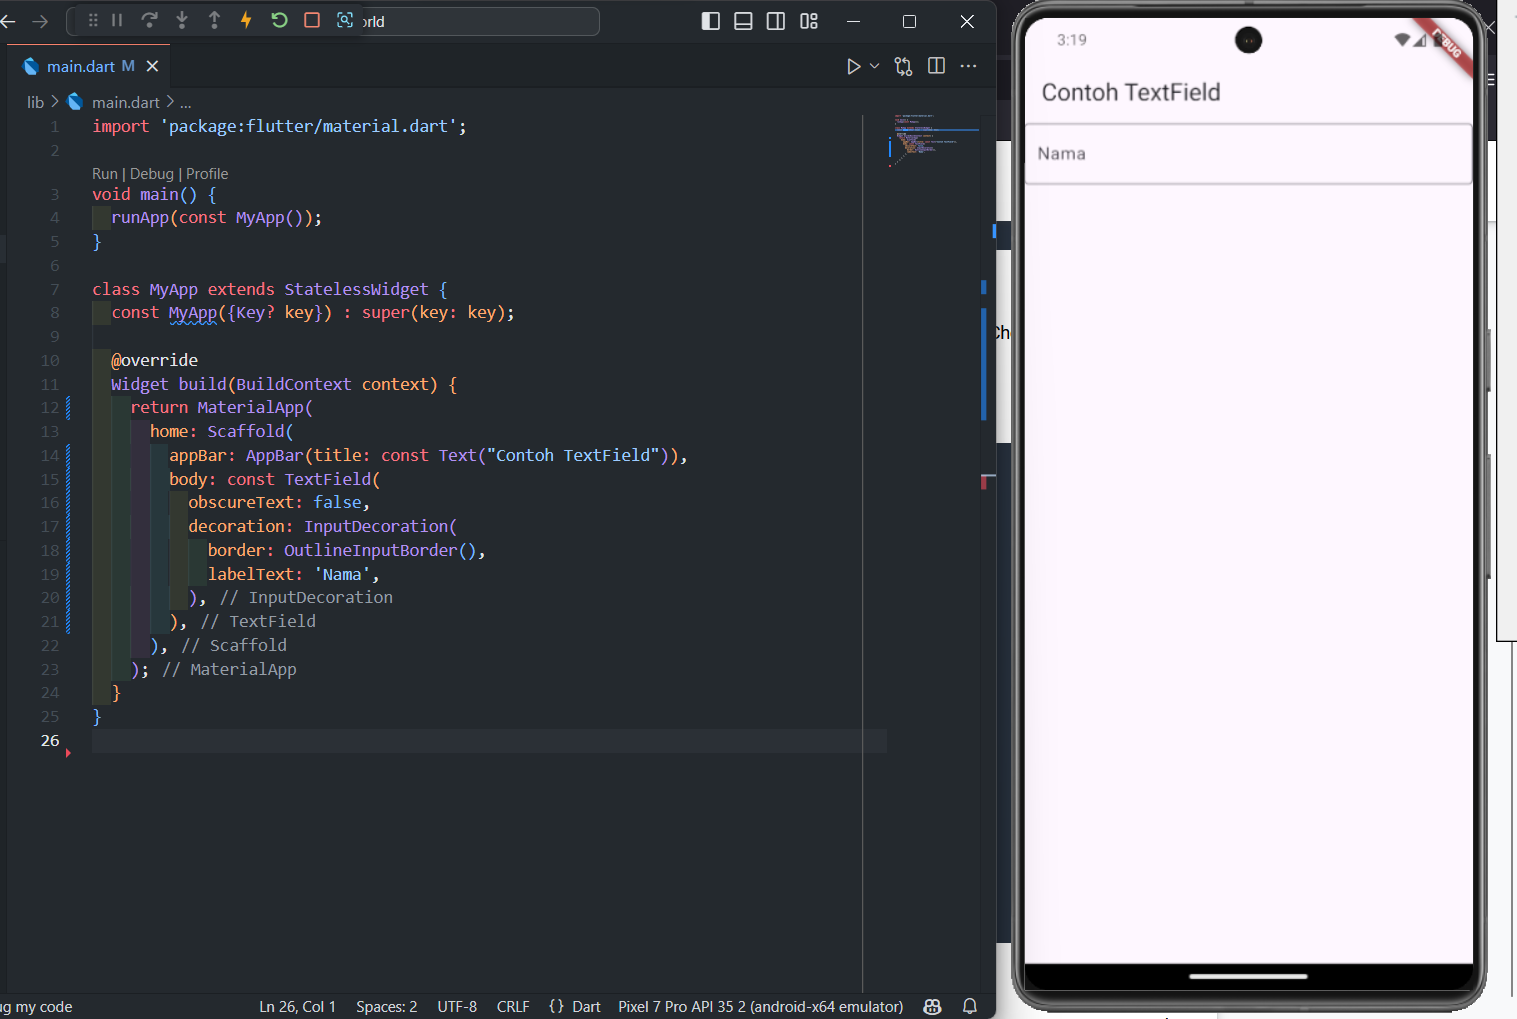 orld
main.dart M
lib > main.dart > ...
1 import 'package:flutter/material.dart';
2
Run | Debug | Profile
3 void main() {
4 runApp(const MyApp());
5 }
6
7 class MyApp extends StatelessWidget {
8 const MyApp({Key? key}) : super(key: key);
9
10 @override
11 Widget build(BuildContext context) {
12 return MaterialApp(
13 home: Scaffold(
14 appBar: AppBar(title: const Text("Contoh TextField")),
15 body: const TextField(
16 obscureText: false,
17 decoration: InputDecoration(
18 border: OutlineInputBorder(),
19 labelText: 'Nama',
20 ), // InputDecoration
21 ), // TextField
22 ), // Scaffold
23 ); // MaterialApp
24 }
25 }
26
ug my code
Ln 26, Col 1 Spaces: 2 UTF-8 CRLF {} Dart Pixel 7 Pro API 35 2 (android-x64 emulator)
Ch
3:19
DEBUG
Contoh TextField
Nama